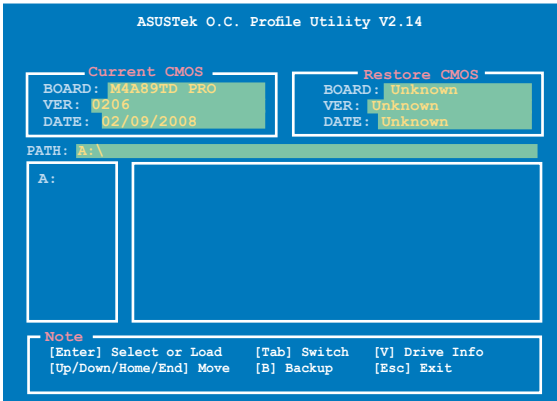 ASUSTek O.C. Profile Utility V2.14
Current CMOS
BOARD: M4A89TD PRO
VER: 0206
DATE: 02/09/2008
Restore CMOS
BOARD: Unknown
VER: Unknown
DATE: Unknown
PATH: A:\
A:
Note
[Enter] Select or Load [Tab] Switch [V] Drive Info
[Up/Down/Home/End] Move [B] Backup [Esc] Exit